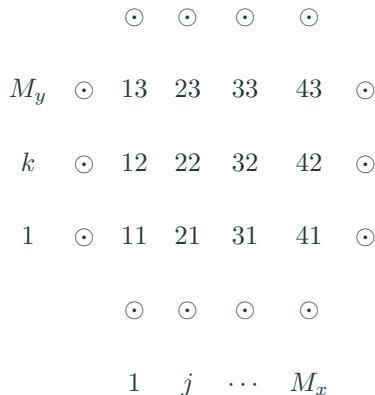 ⊙ ⊙ ⊙ ⊙
M_y ⊙ 13 23 33 43 ⊙
k ⊙ 12 22 32 42 ⊙
1 ⊙ 11 21 31 41 ⊙
⊙ ⊙ ⊙ ⊙
1 j ⋯ M_x